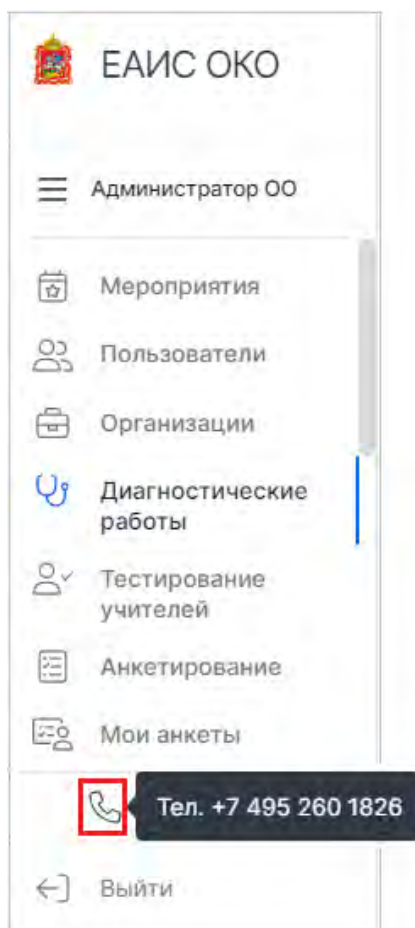 ЕАИС ОКО
Администратор ОО
Мероприятия
Пользователи
Организации
Диагностические
работы
Тестирование
учителей
Анкетирование
Мои анкеты
Тел. +7 495 260 1826
Выйти